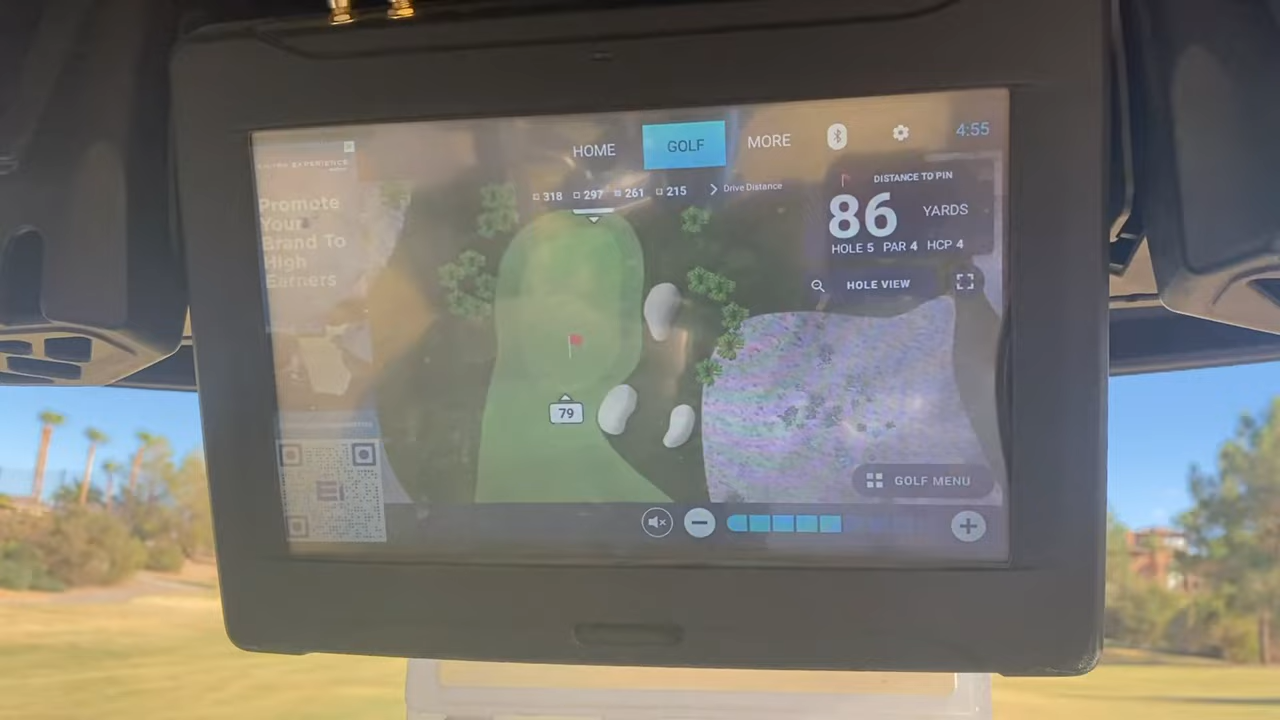 HOME GOLF MORE 4:55
EXPERIENCE
Promote
Your
Brand To
High
Earners
318 297 261 215 > Drive Distance
DISTANCE TO PIN
86 YARDS
HOLE 5 PAR 4 HCP 4
HOLE VIEW
79
GOLF MENU